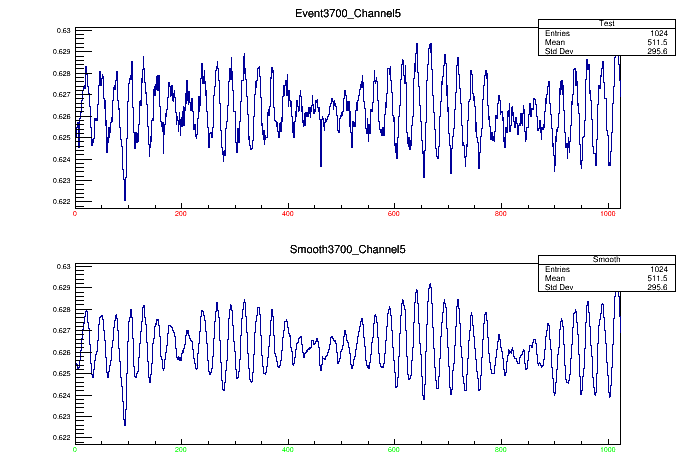 Event3700_Channel5
Test
Entries 1024
Mean 511.5
Std Dev 295.6
0.63
0.629
0.628
0.627
0.626
0.625
0.624
0.623
0.622
0 200 400 600 800 1000
Smooth3700_Channel5
Smooth
Entries 1024
Mean 511.5
Std Dev 295.6
0.63
0.629
0.628
0.627
0.626
0.625
0.624
0.623
0.622
0 200 400 600 800 1000